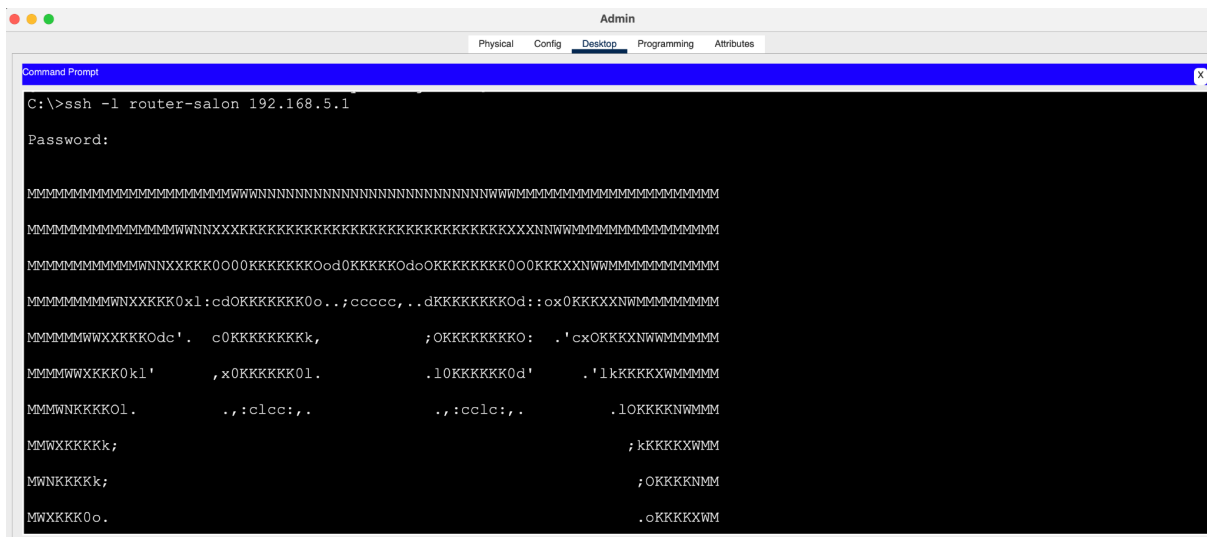 Admin
Physical Config Desktop Programming Attributes
Command Prompt
X
C:\>ssh -l router-salon 192.168.5.1
Password:
MMMMMMMMMMMMMMMMMMMMMMWWWNNNNNNNNNNNNNNNNNNNNNNNNNWWWMMMMMMMMMMMMMMMMMMMMMM
MMMMMMMMMMMMMMMMWWNNXXXKKKKKKKKKKKKKKKKKKKKKKKKKKKKKXXXNNWWMMMMMMMMMMMMMMMM
MMMMMMMMMMMMWNNXXKKK0O00KKKKKKKOod0KKKKKOdoOKKKKKKKK0O0KKKXXNWWMMMMMMMMMMMM
MMMMMMMMMWNXXKKK0xl:cdOKKKKKKK0o..;ccccc,..dKKKKKKKKOd::ox0KKKXXNWMMMMMMMMM
MMMMMMWWXXKKKOdc'.  c0KKKKKKKKk,           ;OKKKKKKKKO:  .'cxOKKKXNWWMMMMMM
MMMMWWXKKK0kl'      ,x0KKKKKK0l.           .l0KKKKKK0d'     .'lkKKKKXWMMMMM
MMMWNKKKKOl.         .,:clcc:,.             .,:cclc:,.         .lOKKKKNWMMM
MMWXKKKKk;                                                       ;kKKKKXWMM
MWNKKKKk;                                                         ;OKKKKNMM
MWXKKK0o.                                                         .oKKKKXWM